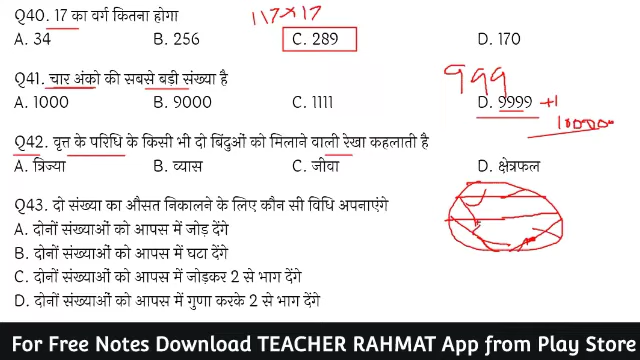 Q40. 17 का वर्ग कितना होगा 117×17
A. 34 B. 256 C. 289 D. 170
Q41. चार अंको की सबसे बड़ी संख्या है 999
A. 1000 B. 9000 C. 1111 D. 9999 +1
10000
Q42. वृत्त के परिधि के किसी भी दो बिंदुओं को मिलाने वाली रेखा कहलाती है
A. त्रिज्या B. व्यास C. जीवा D. क्षेत्रफल
Q43. दो संख्या का औसत निकालने के लिए कौन सी विधि अपनाएंगे
A. दोनों संख्याओं को आपस में जोड़ देंगे
B. दोनों संख्याओं को आपस में घटा देंगे
C. दोनों संख्याओं को आपस में जोड़कर 2 से भाग देंगे
D. दोनों संख्याओं को आपस में गुणा करके 2 से भाग देंगे
For Free Notes Download TEACHER RAHMAT App from Play Store